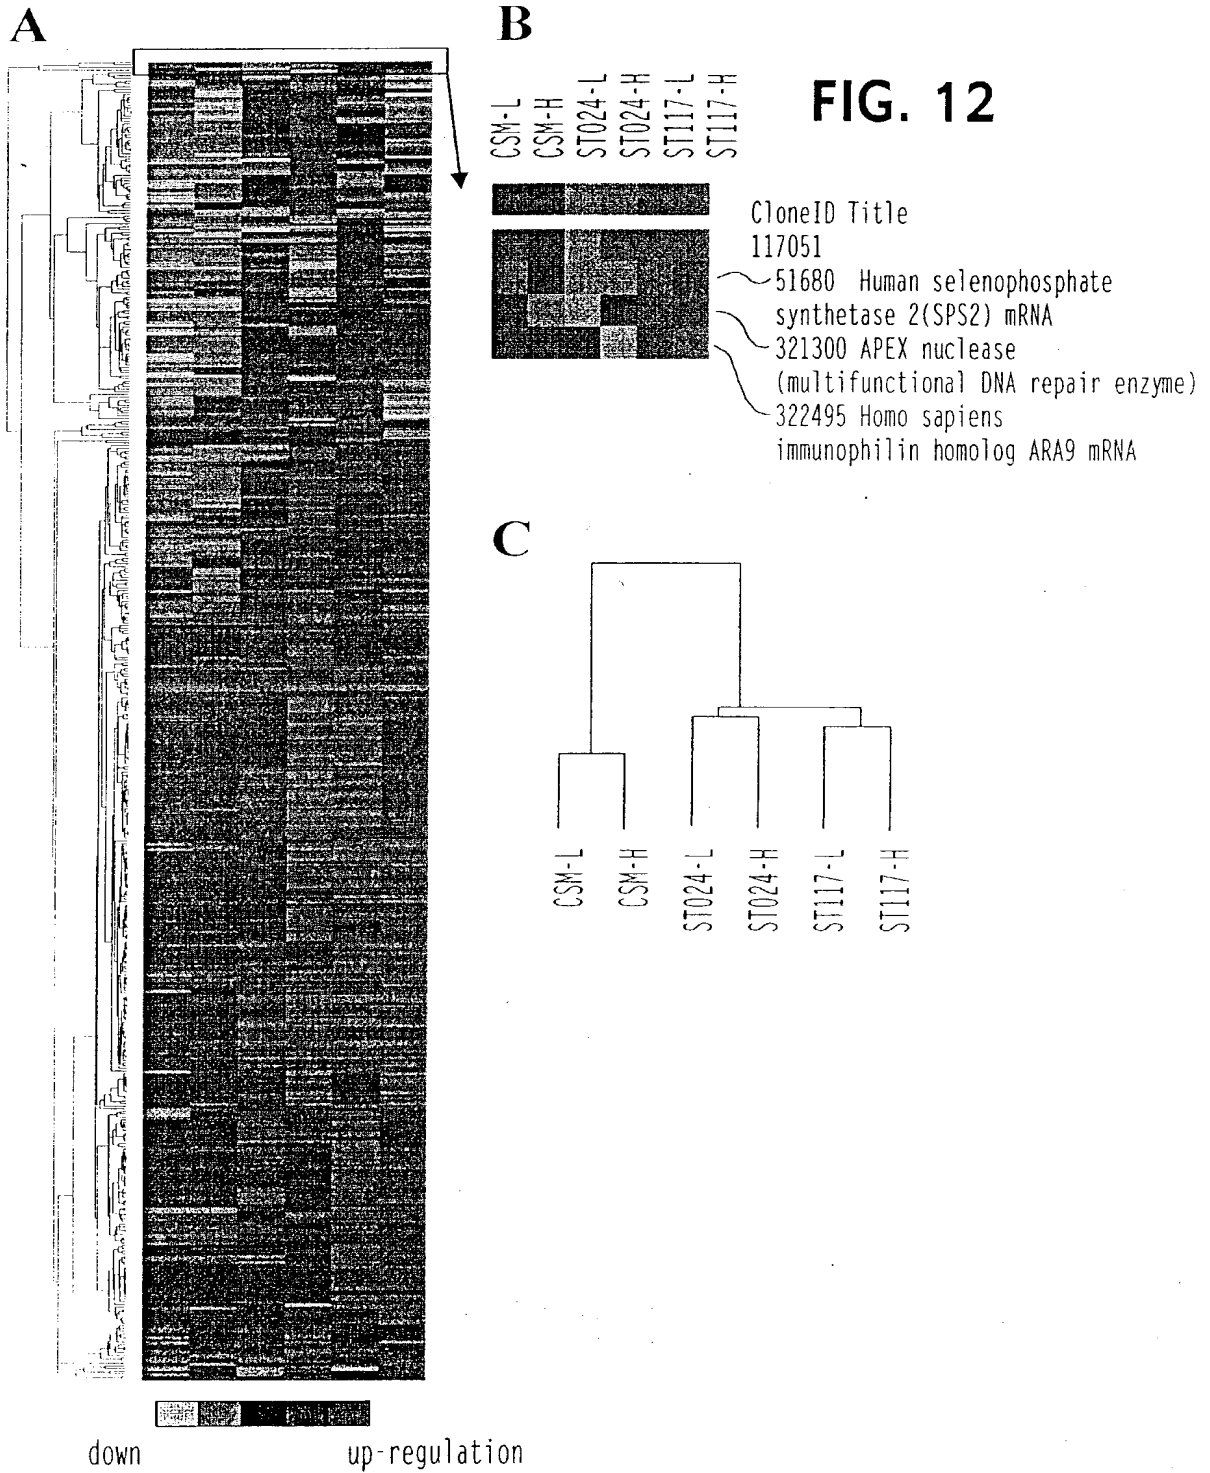 A
B
FIG. 12
CSM-L
CSM-H
ST024-L
ST024-H
ST117-L
ST117-H
CloneID Title
117051
51680 Human selenophosphate
synthetase 2(SPS2) mRNA
321300 APEX nuclease
(multifunctional DNA repair enzyme)
322495 Homo sapiens
immunophilin homolog ARA9 mRNA
C
CSM-L
CSM-H
ST024-L
ST024-H
ST117-L
ST117-H
down
up-regulation